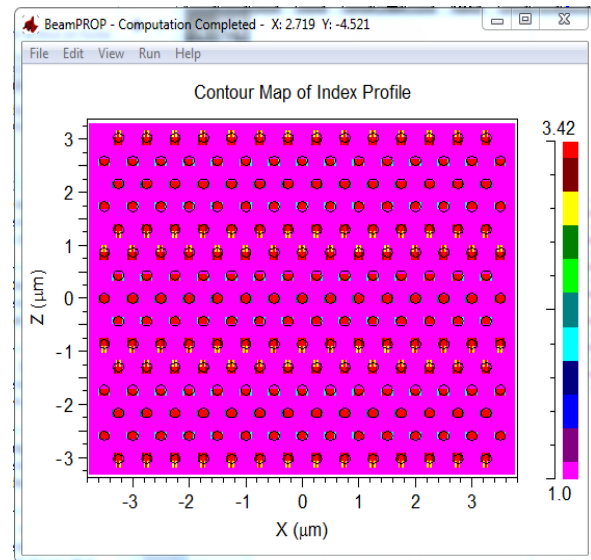 BeamPROP - Computation Completed - X: 2.719 Y: -4.521
File Edit View Run Help
Contour Map of Index Profile
3.42
3
2
1
0
-1
-2
-3
Z (µm)
1.0
-3 -2 -1 0 1 2 3
X (µm)